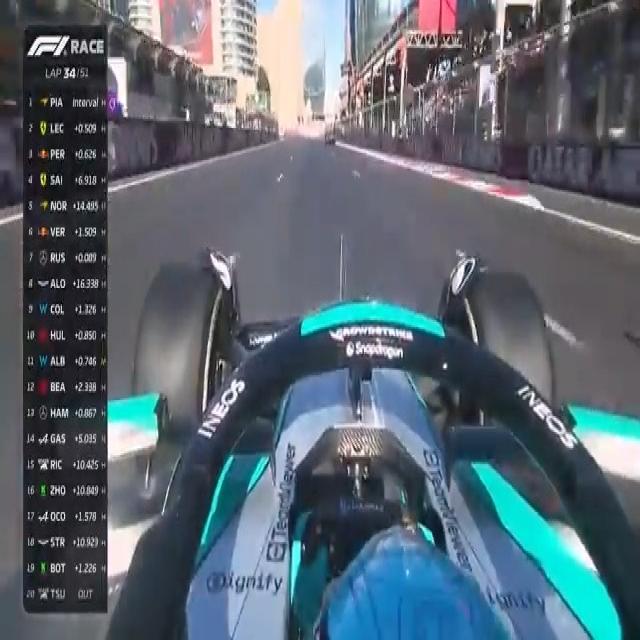 F1 RACE
LAP 34/51
1 PIA Interval H
2 LEC +0.509 H
3 PER +0.626 H
4 SAI +6.918 H
5 NOR +14.495 H
6 VER +1.509 H
7 RUS +0.089 H
8 ALO +16.338 H
9 COL +1.326 H
10 HUL +0.850 H
11 ALB +0.746 M
12 BEA +2.338 H
13 HAM +0.867 H
14 GAS +5.035 H
15 RIC +10.425 H
16 ZHO +10.849 H
17 OCO +1.578 H
18 STR +10.929 H
19 BOT +1.226 H
20 TSU OUT
QATAR A
CROWDSTRIKE
Snapdragon
INEOS
INEOS
TeamViewer
TeamViewer
Signify
Signify